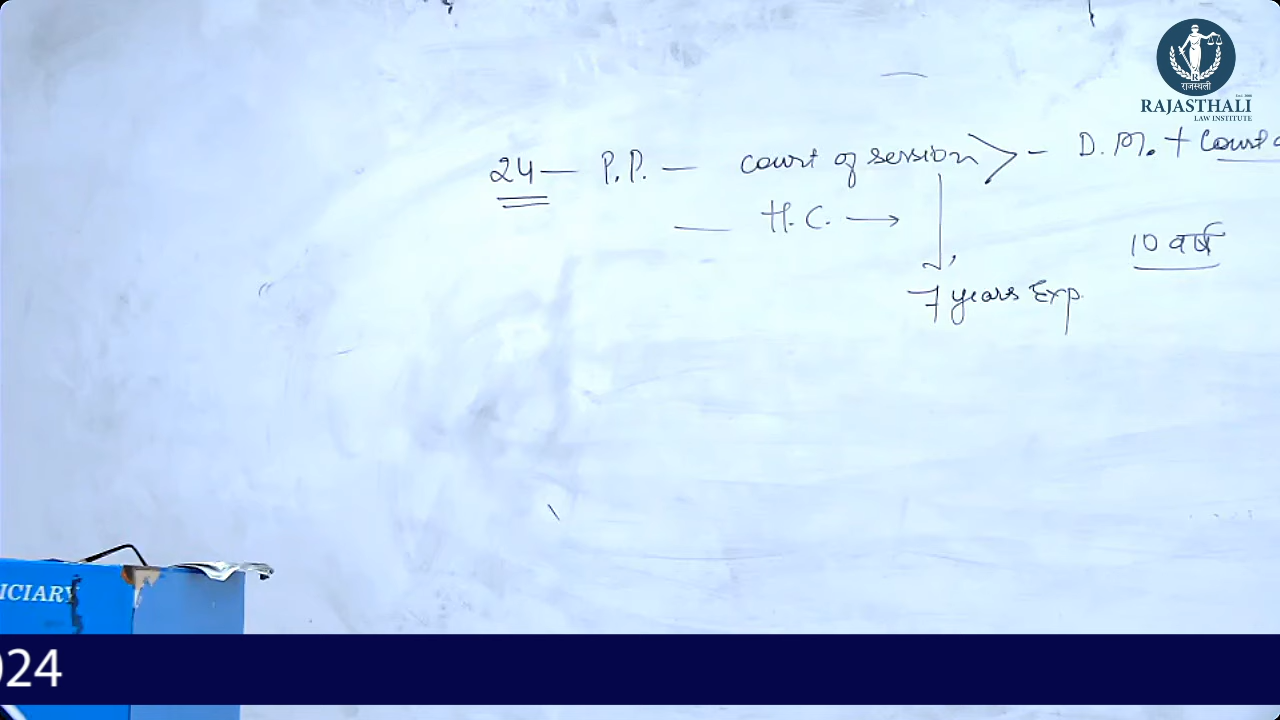 राजस्थली
RAJASTHALI
LAW INSTITUTE
24 — P.P. — Court of session > - D.M. + Court
— H.C. →
10 वर्ष
7 years Exp.
ICIARY
024